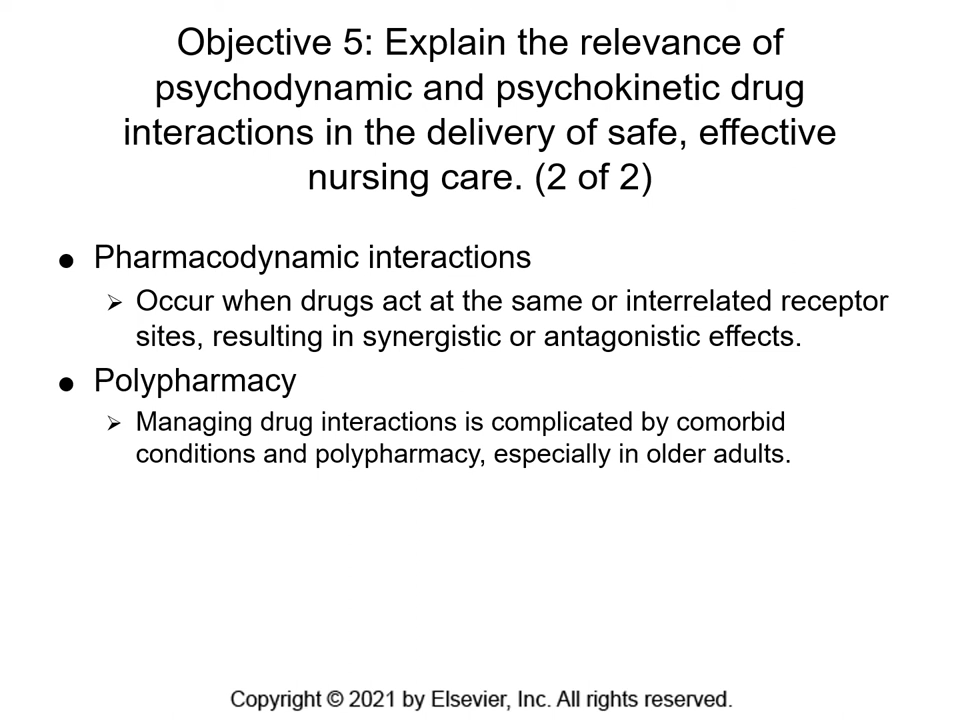 Objective 5: Explain the relevance of
psychodynamic and psychokinetic drug
interactions in the delivery of safe, effective
nursing care. (2 of 2)
● Pharmacodynamic interactions
➢ Occur when drugs act at the same or interrelated receptor
sites, resulting in synergistic or antagonistic effects.
● Polypharmacy
➢ Managing drug interactions is complicated by comorbid
conditions and polypharmacy, especially in older adults.
Copyright © 2021 by Elsevier, Inc. All rights reserved.